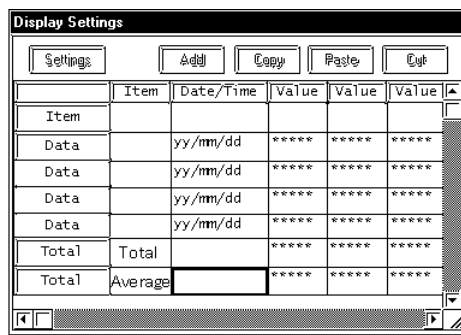 Display Settings
Settings Add Copy Paste Cut
Item Date/Time Value Value Value
Item
Data yy/mm/dd ***** ***** *****
Data yy/mm/dd ***** ***** *****
Data yy/mm/dd ***** ***** *****
Data yy/mm/dd ***** ***** *****
Total Total ***** ***** *****
Total Average ***** ***** *****